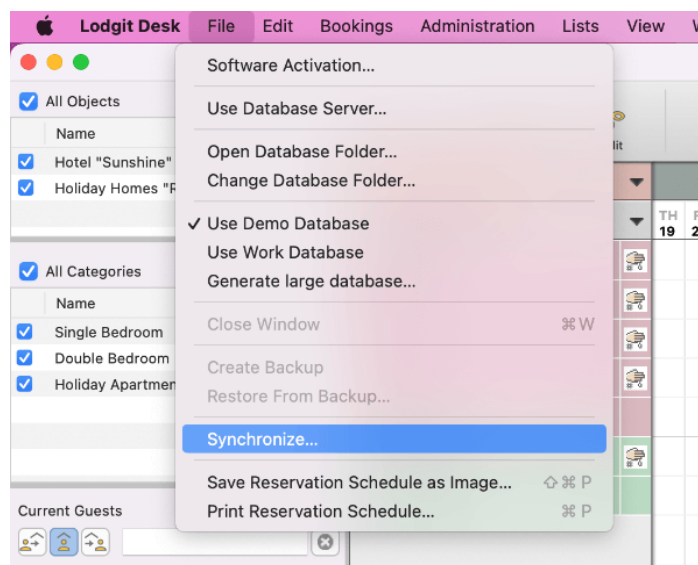 Lodgit Desk File Edit Bookings Administration Lists View
Software Activation...
All Objects
Use Database Server...
Name
Hotel "Sunshine"
Open Database Folder...
Holiday Homes "R
Change Database Folder...
✓ Use Demo Database
TH
19 2
Use Work Database
All Categories
Generate large database...
Name
Close Window ⌘W
Single Bedroom
Double Bedroom
Create Backup
Holiday Apartmen
Restore From Backup...
Synchronize...
Save Reservation Schedule as Image... ⇧⌘P
Current Guests
Print Reservation Schedule... ⌘P